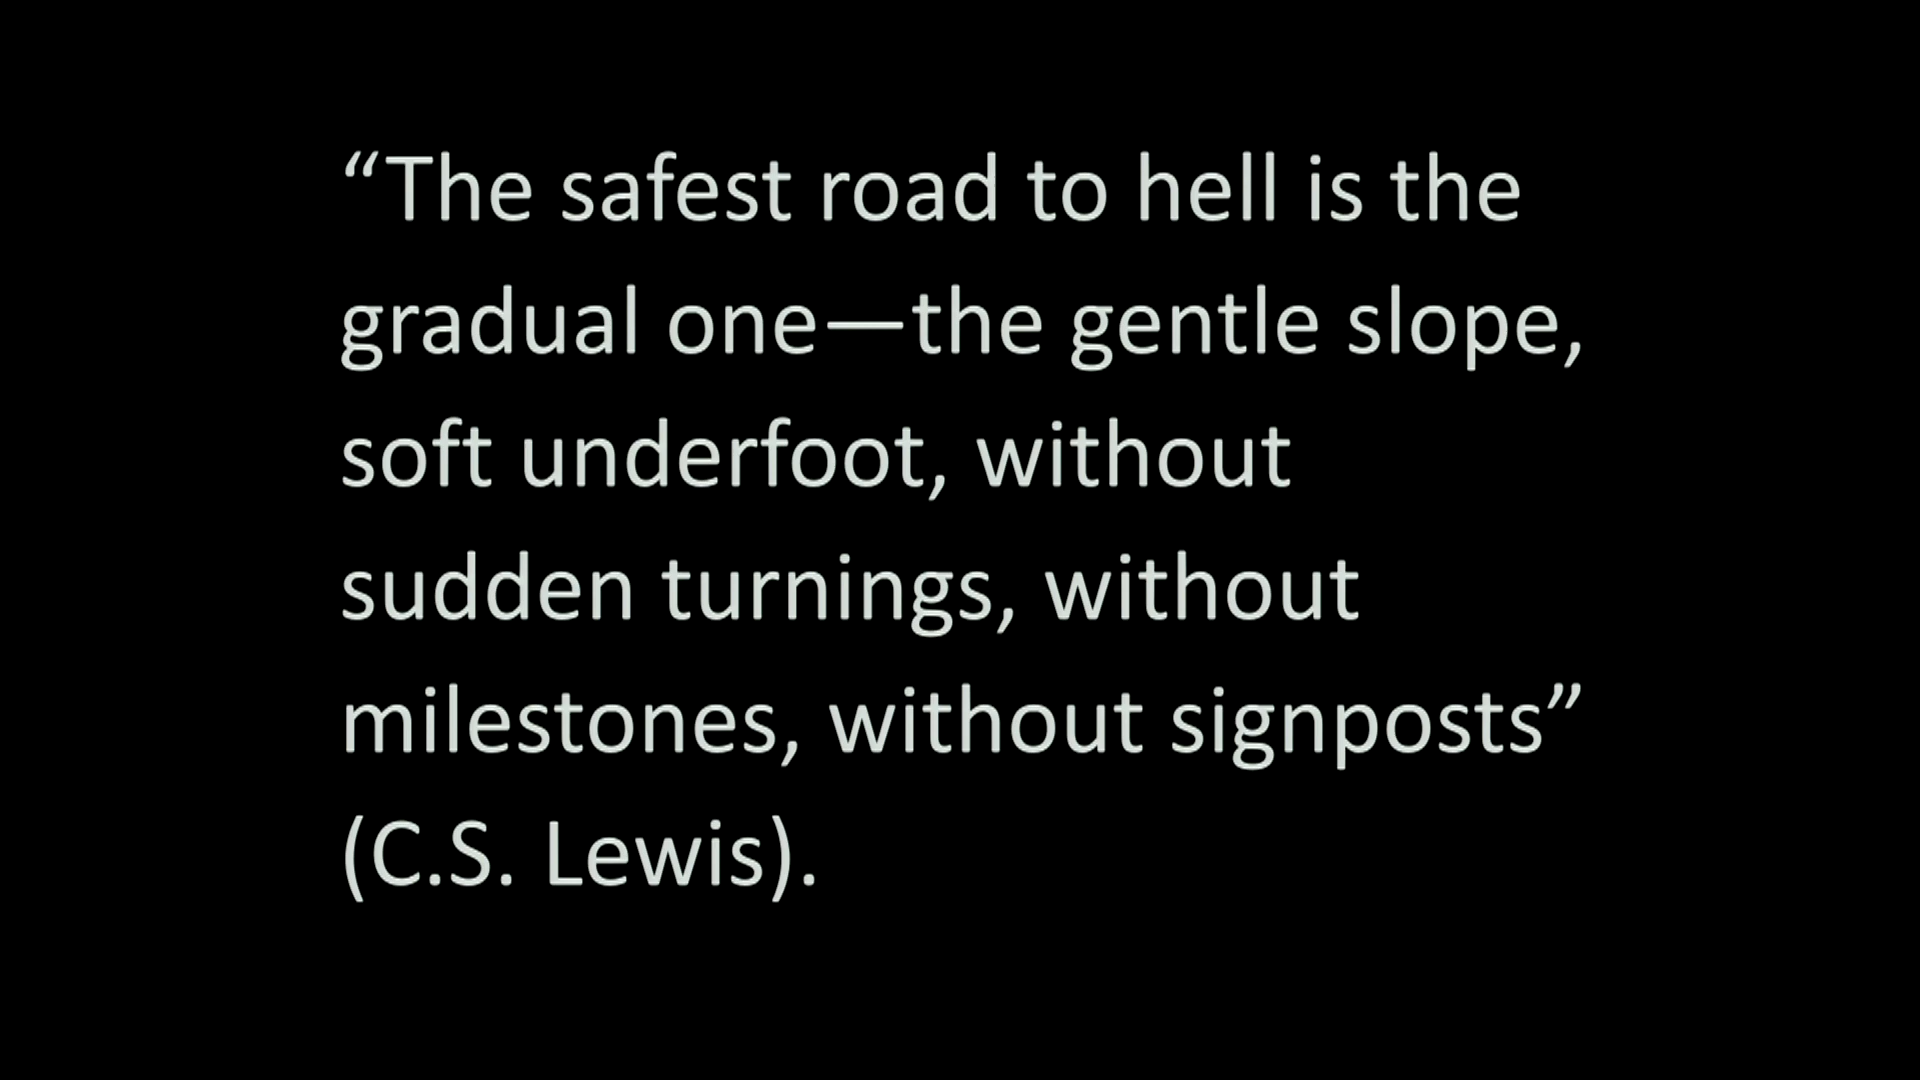 “The safest road to hell is the
gradual one—the gentle slope,
soft underfoot, without
sudden turnings, without
milestones, without signposts”
(C.S. Lewis).